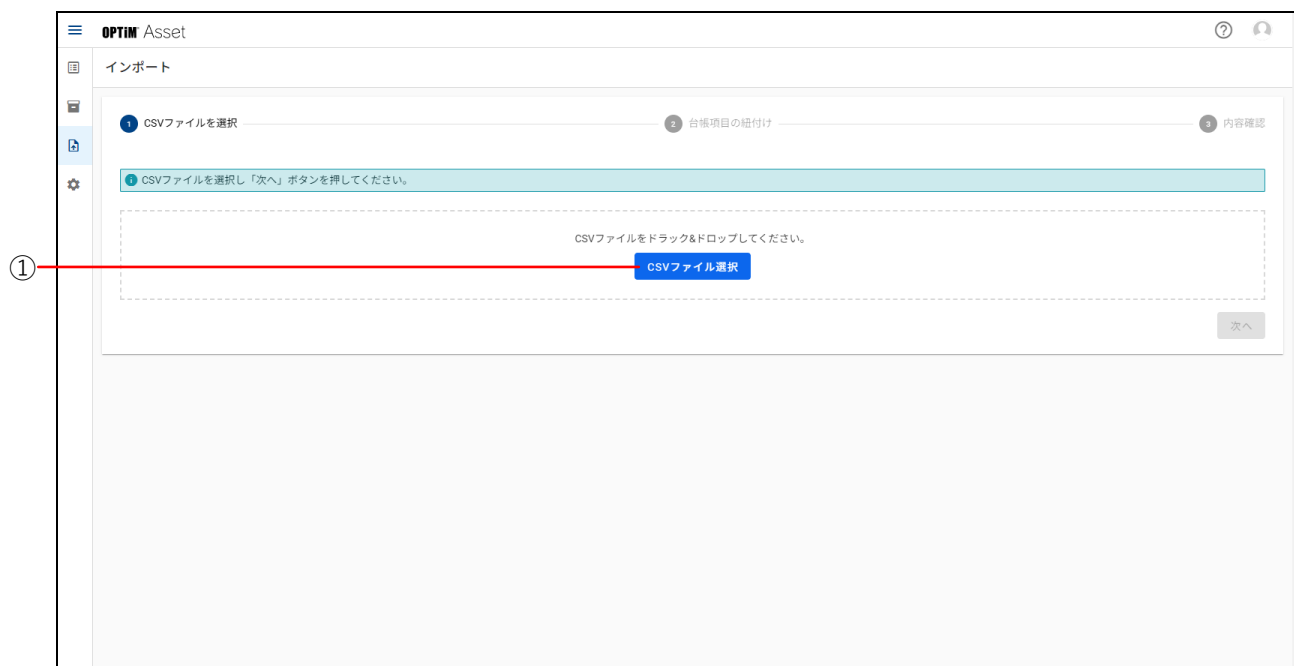 OPTiM Asset
インポート
1 CSVファイルを選択
2 台帳項目の紐付け
3 内容確認
CSVファイルを選択し「次へ」ボタンを押してください。
CSVファイルをドラック&ドロップしてください。
① CSVファイル選択
次へ